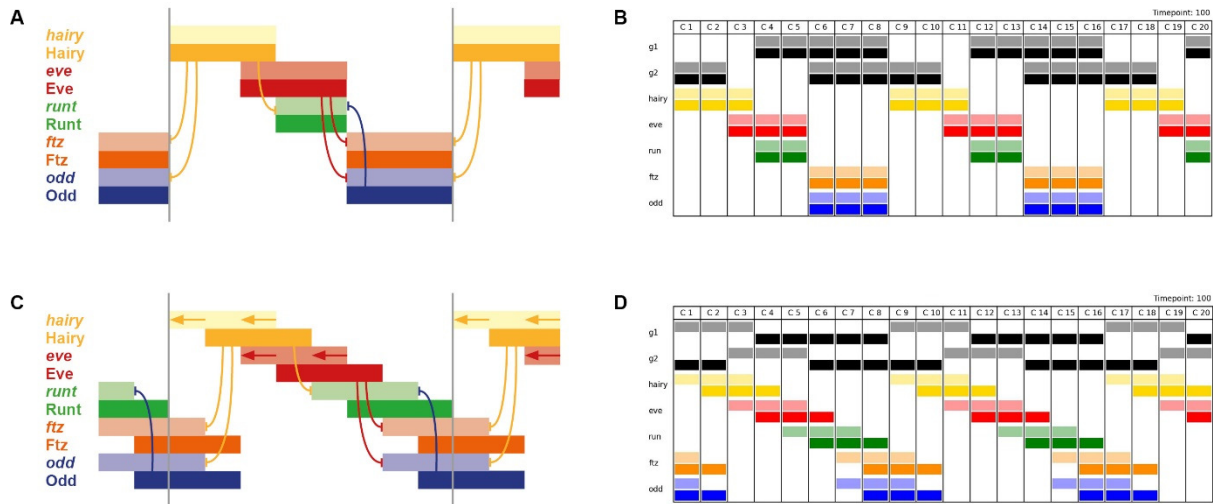 A
hairy
Hairy
eve
Eve
runt
Runt
ftz
Ftz
odd
Odd
B
Timepoint: 100
C 1 C 2 C 3 C 4 C 5 C 6 C 7 C 8 C 9 C 10 C 11 C 12 C 13 C 14 C 15 C 16 C 17 C 18 C 19 C 20
g1
g2
hairy
eve
run
ftz
odd
C
hairy
Hairy
eve
Eve
runt
Runt
ftz
Ftz
odd
Odd
D
Timepoint: 100
C 1 C 2 C 3 C 4 C 5 C 6 C 7 C 8 C 9 C 10 C 11 C 12 C 13 C 14 C 15 C 16 C 17 C 18 C 19 C 20
g1
g2
hairy
eve
run
ftz
odd